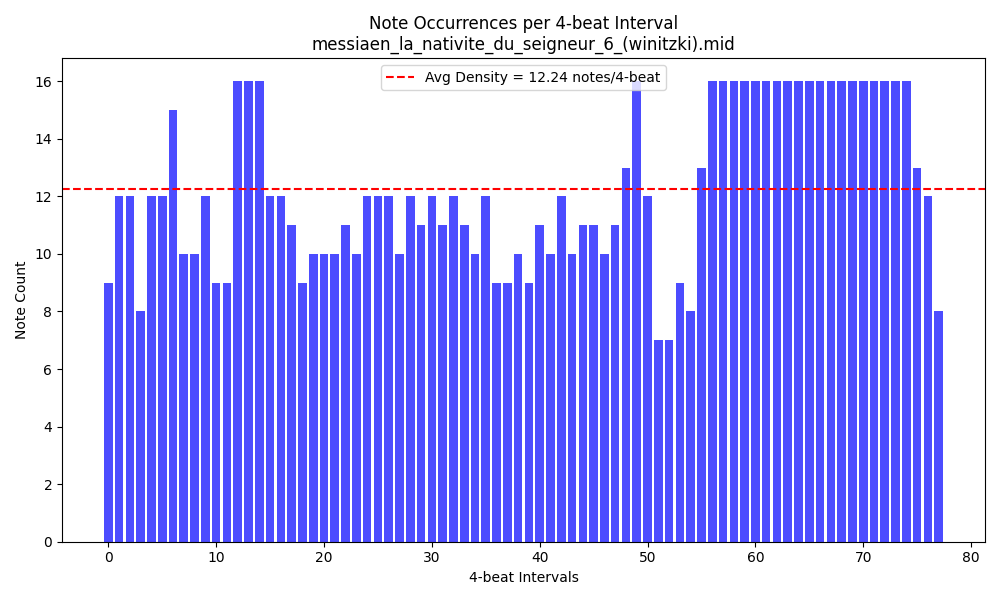 Note Occurrences per 4-beat Interval
messiaen_la_nativite_du_seigneur_6_(winitzki).mid
Avg Density = 12.24 notes/4-beat
Note Count
16
14
12
10
8
6
4
2
0
0 10 20 30 40 50 60 70 80
4-beat Intervals